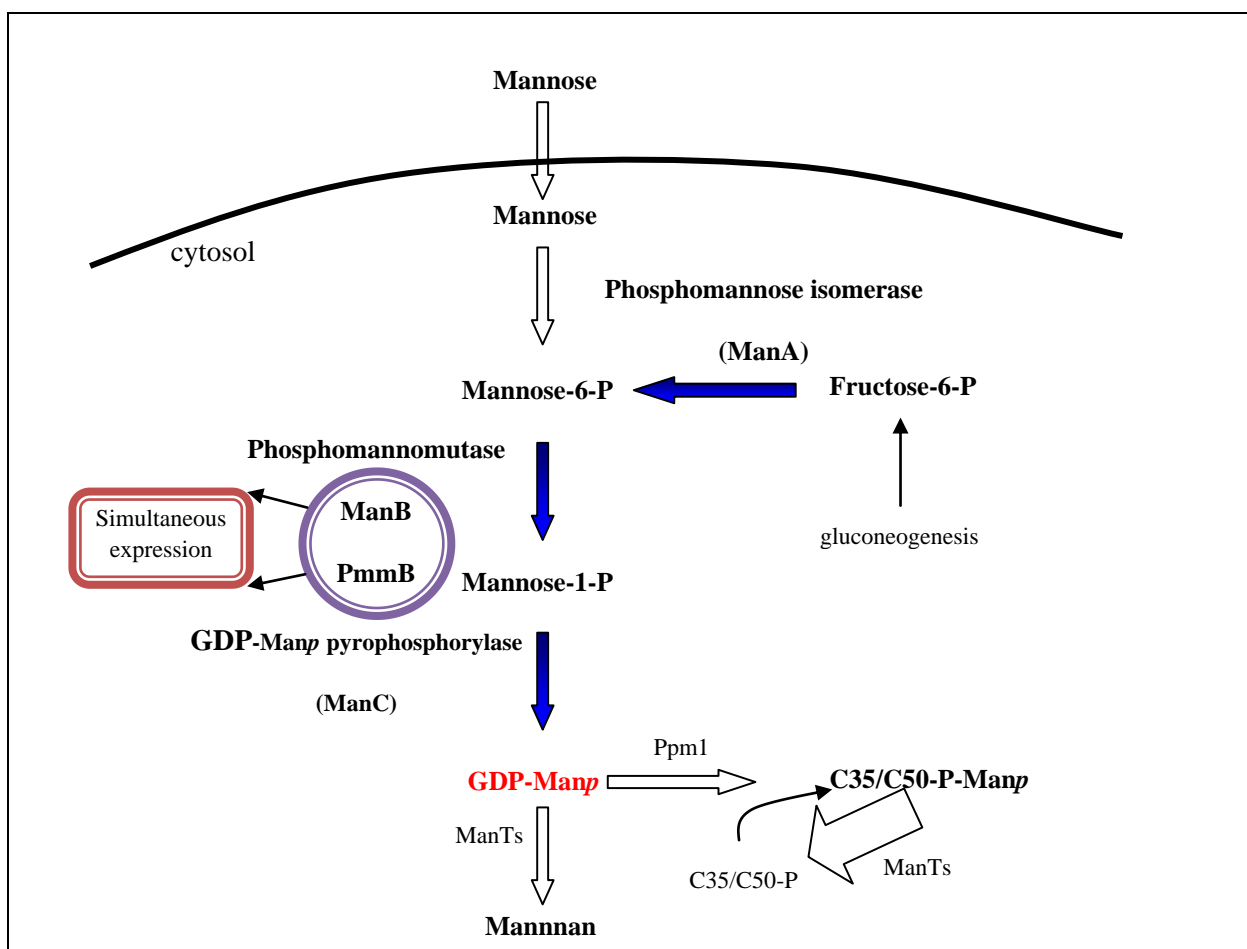 Mannose
Mannose
cytosol
Phosphomannose isomerase
(ManA)
Mannose-6-P
Fructose-6-P
Phosphomannomutase
Simultaneous
expression
ManB
PmmB
gluconeogenesis
Mannose-1-P
GDP-Manp pyrophosphorylase
(ManC)
Ppm1
GDP-Manp
C35/C50-P-Manp
ManTs
C35/C50-P
ManTs
Mannnan